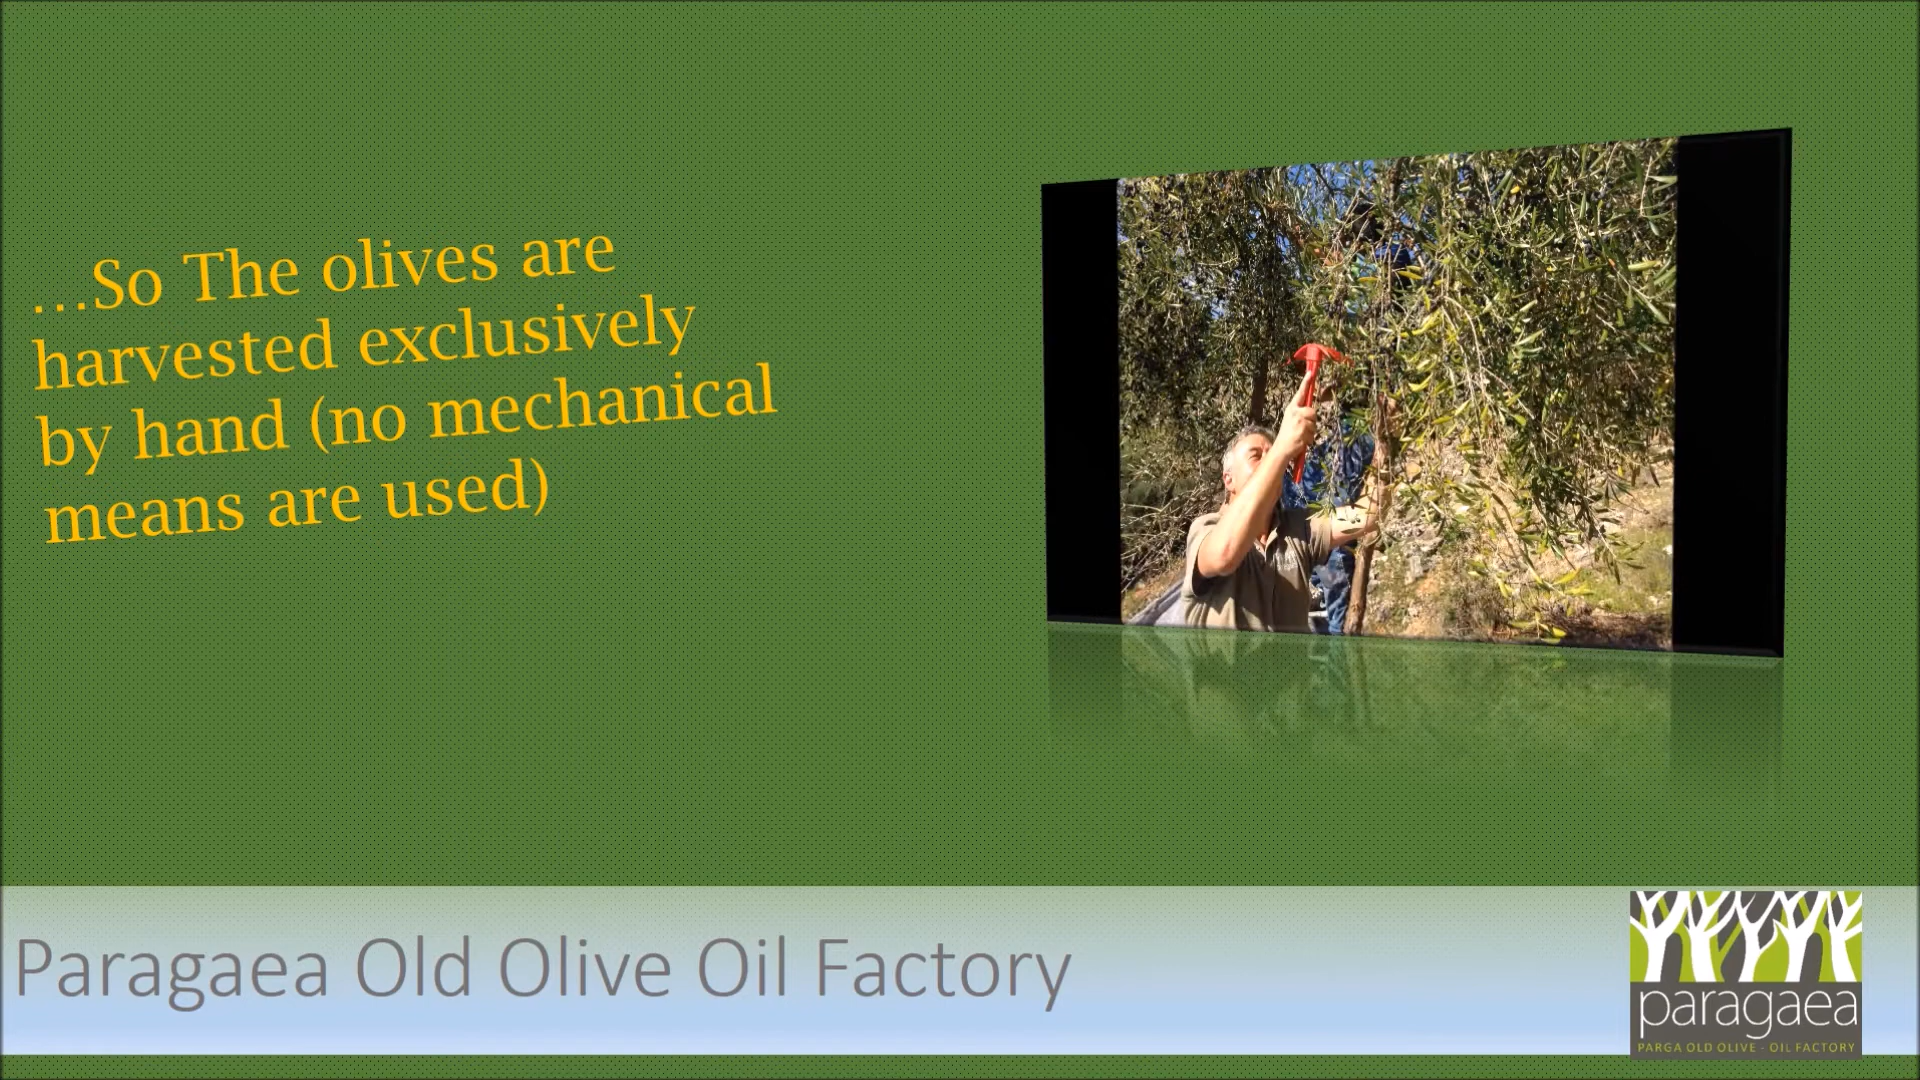 …So The olives are
harvested exclusively
by hand (no mechanical
means are used)
Paragaea Old Olive Oil Factory
paragaea
PARGA OLD OLIVE - OIL FACTORY